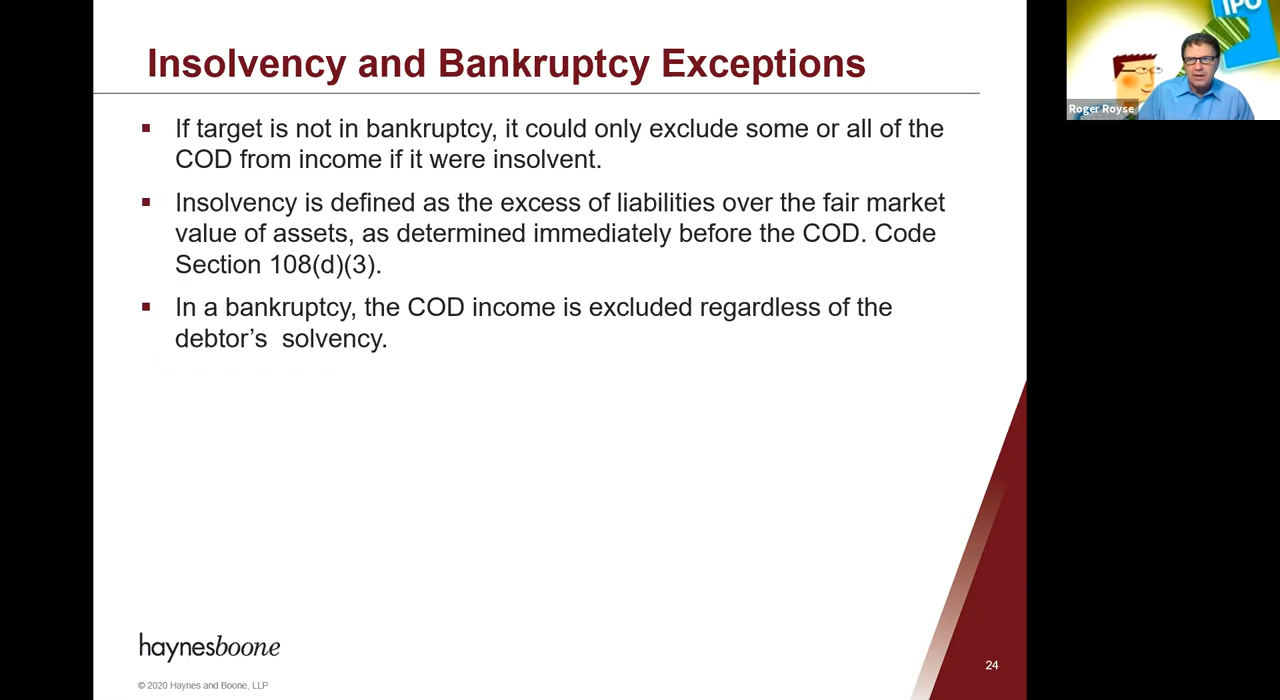 Insolvency and Bankruptcy Exceptions
▪ If target is not in bankruptcy, it could only exclude some or all of the
COD from income if it were insolvent.
▪ Insolvency is defined as the excess of liabilities over the fair market
value of assets, as determined immediately before the COD. Code
Section 108(d)(3).
▪ In a bankruptcy, the COD income is excluded regardless of the
debtor’s  solvency.
haynesboone
© 2020 Haynes and Boone, LLP
24
IPO
Roger Royse